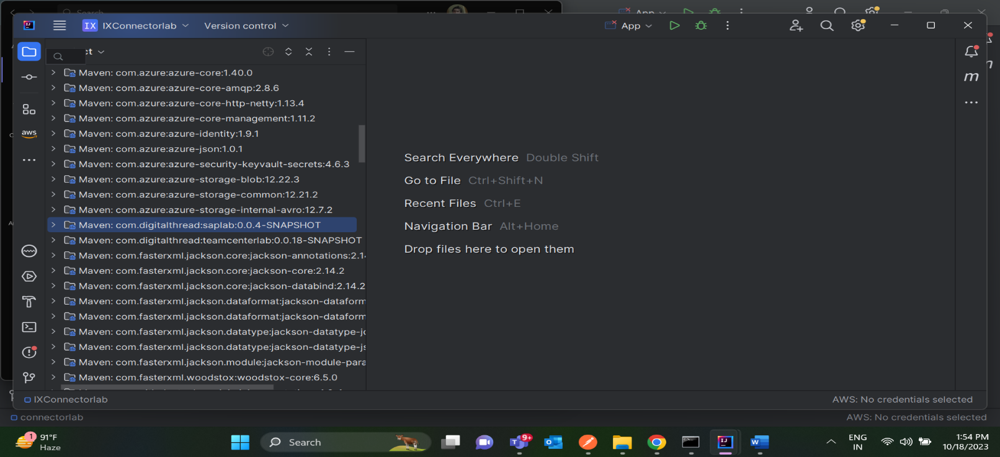 Search
App
IX IXConnectorlab Version control App
ct
Maven: com.azure:azure-core:1.40.0
Maven: com.azure:azure-core-amqp:2.8.6
Maven: com.azure:azure-core-http-netty:1.13.4
Maven: com.azure:azure-core-management:1.11.2
Maven: com.azure:azure-identity:1.9.1
Maven: com.azure:azure-json:1.0.1
Maven: com.azure:azure-security-keyvault-secrets:4.6.3
Maven: com.azure:azure-storage-blob:12.22.3
Maven: com.azure:azure-storage-common:12.21.2
Maven: com.azure:azure-storage-internal-avro:12.7.2
Maven: com.digitalthread:saplab:0.0.4-SNAPSHOT
Maven: com.digitalthread:teamcenterlab:0.0.18-SNAPSHOT
Maven: com.fasterxml.jackson.core:jackson-annotations:2.14
Maven: com.fasterxml.jackson.core:jackson-core:2.14.2
Maven: com.fasterxml.jackson.core:jackson-databind:2.14.2
Maven: com.fasterxml.jackson.dataformat:jackson-dataform
Maven: com.fasterxml.jackson.dataformat:jackson-dataform
Maven: com.fasterxml.jackson.datatype:jackson-datatype-jd
Maven: com.fasterxml.jackson.datatype:jackson-datatype-js
Maven: com.fasterxml.jackson.module:jackson-module-para
Maven: com.fasterxml.woodstox:woodstox-core:6.5.0
aws
m
Search Everywhere Double Shift
Go to File Ctrl+Shift+N
Recent Files Ctrl+E
Navigation Bar Alt+Home
Drop files here to open them
IXConnectorlab AWS: No credentials selected
connectorlab AWS: No credentials selected
1
91°F
Haze
Search
9+
ENG
IN
1:54 PM
10/18/2023